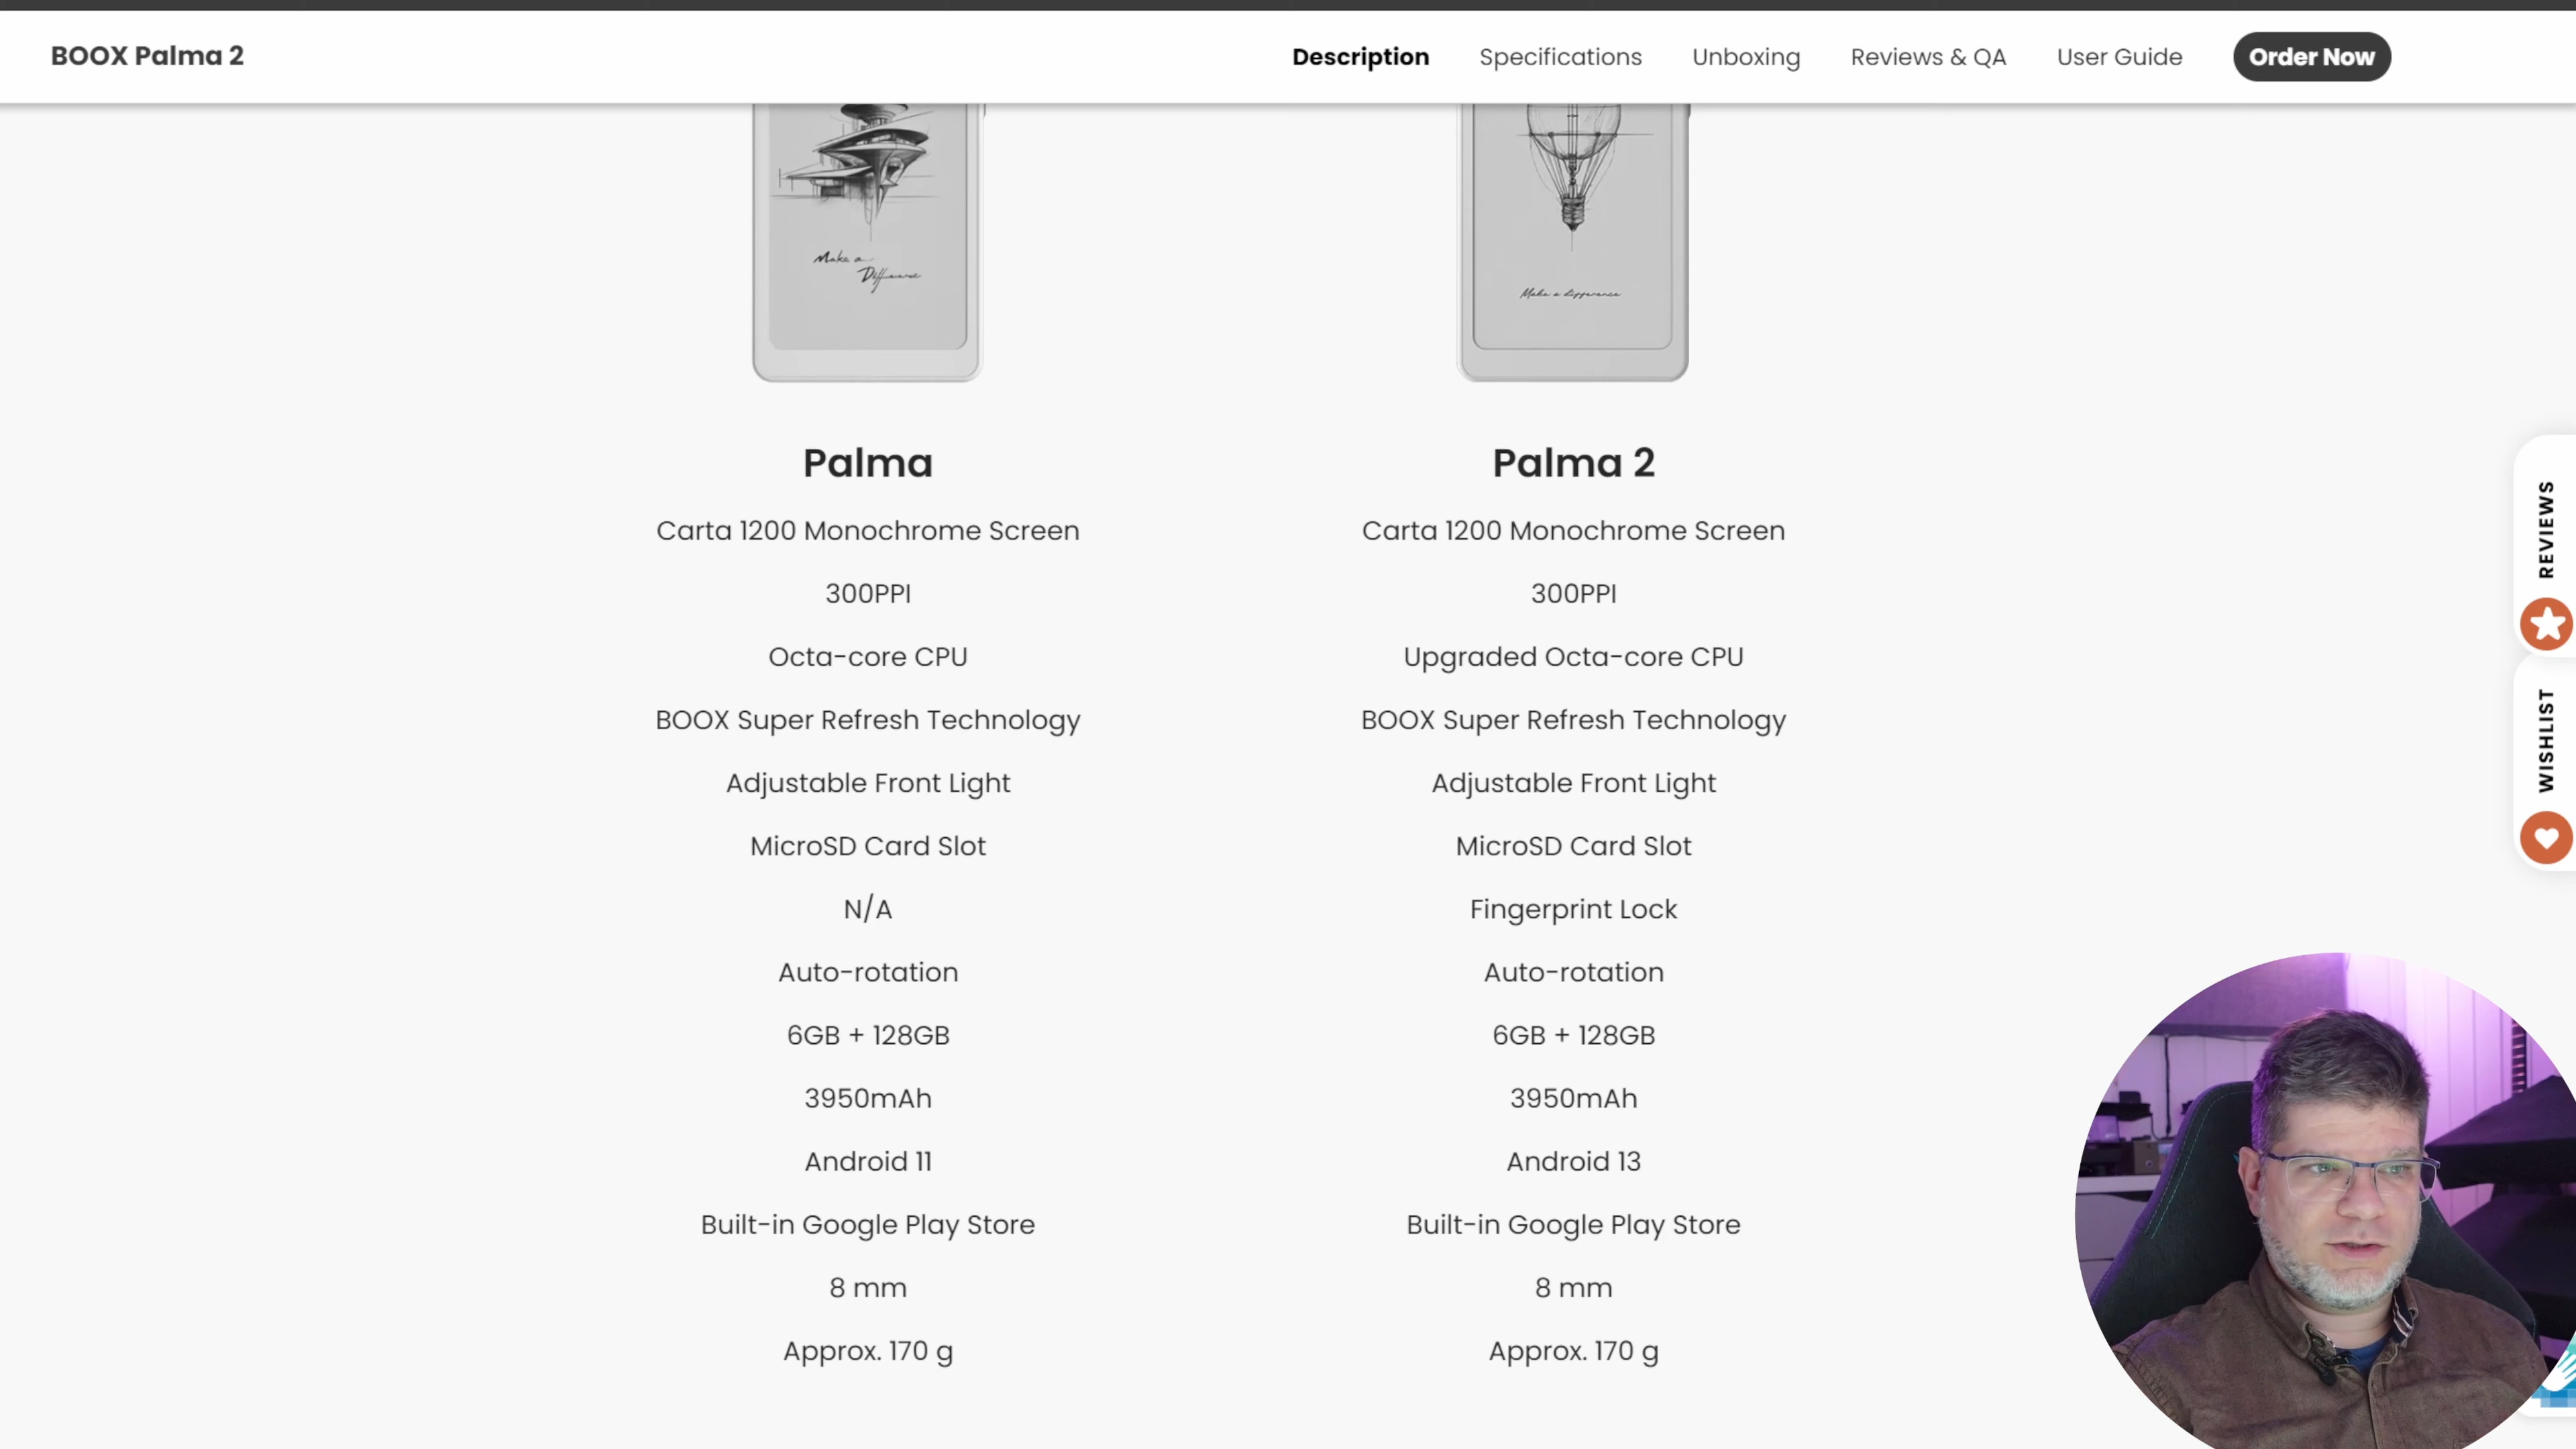 BOOX Palma 2
Description Specifications Unboxing Reviews & QA User Guide Order Now
Make a
Difference
Make a difference
Palma
Carta 1200 Monochrome Screen
300PPI
Octa-core CPU
BOOX Super Refresh Technology
Adjustable Front Light
MicroSD Card Slot
N/A
Auto-rotation
6GB + 128GB
3950mAh
Android 11
Built-in Google Play Store
8 mm
Approx. 170 g
Palma 2
Carta 1200 Monochrome Screen
300PPI
Upgraded Octa-core CPU
BOOX Super Refresh Technology
Adjustable Front Light
MicroSD Card Slot
Fingerprint Lock
Auto-rotation
6GB + 128GB
3950mAh
Android 13
Built-in Google Play Store
8 mm
Approx. 170 g
REVIEWS
WISHLIST